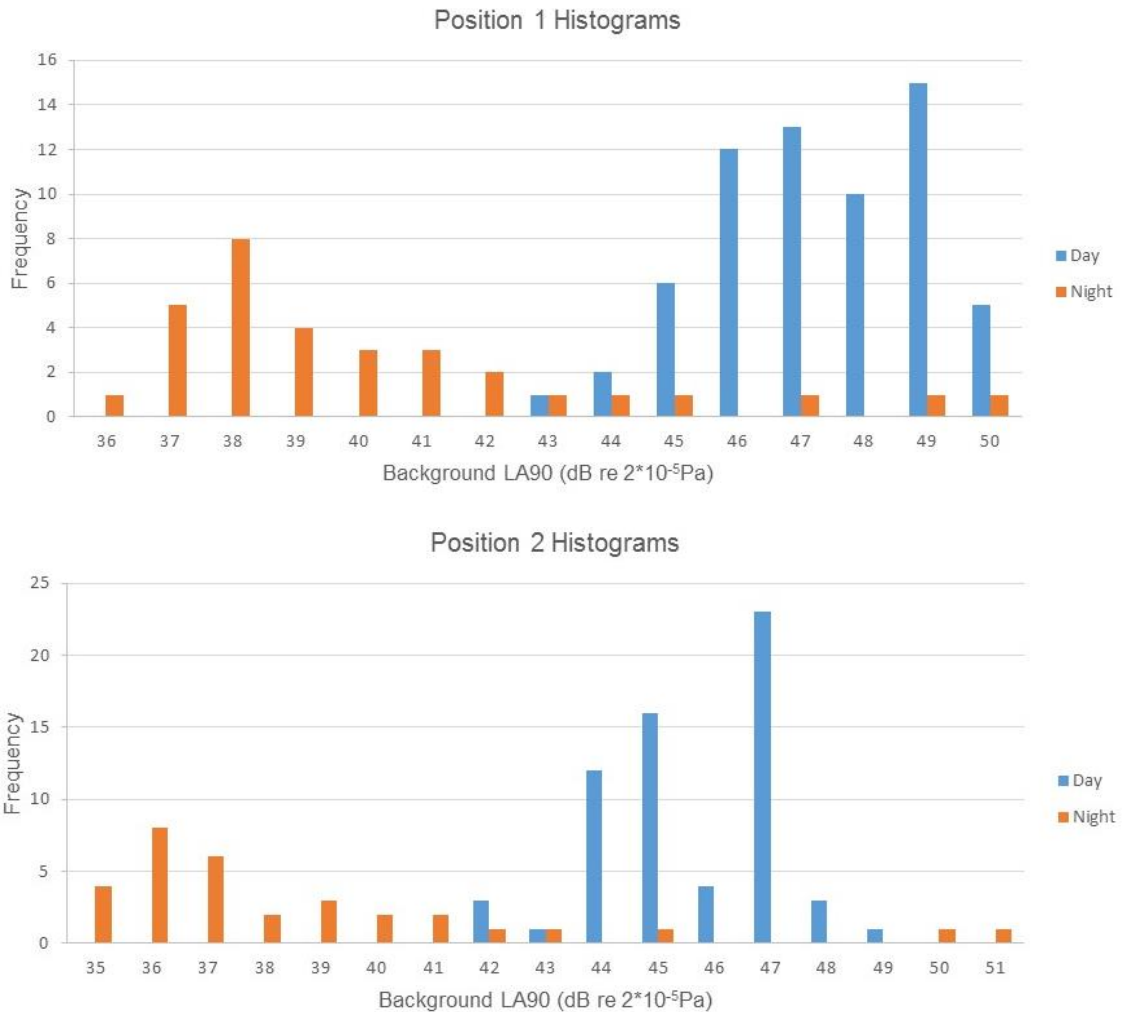 Position 1 Histograms
16
14
12
10
8
6
4
2
0
Frequency
36 37 38 39 40 41 42 43 44 45 46 47 48 49 50
Background LA90 (dB re 2*10⁻⁵Pa)
Day
Night
Position 2 Histograms
25
20
15
10
5
0
Frequency
35 36 37 38 39 40 41 42 43 44 45 46 47 48 49 50 51
Background LA90 (dB re 2*10⁻⁵Pa)
Day
Night